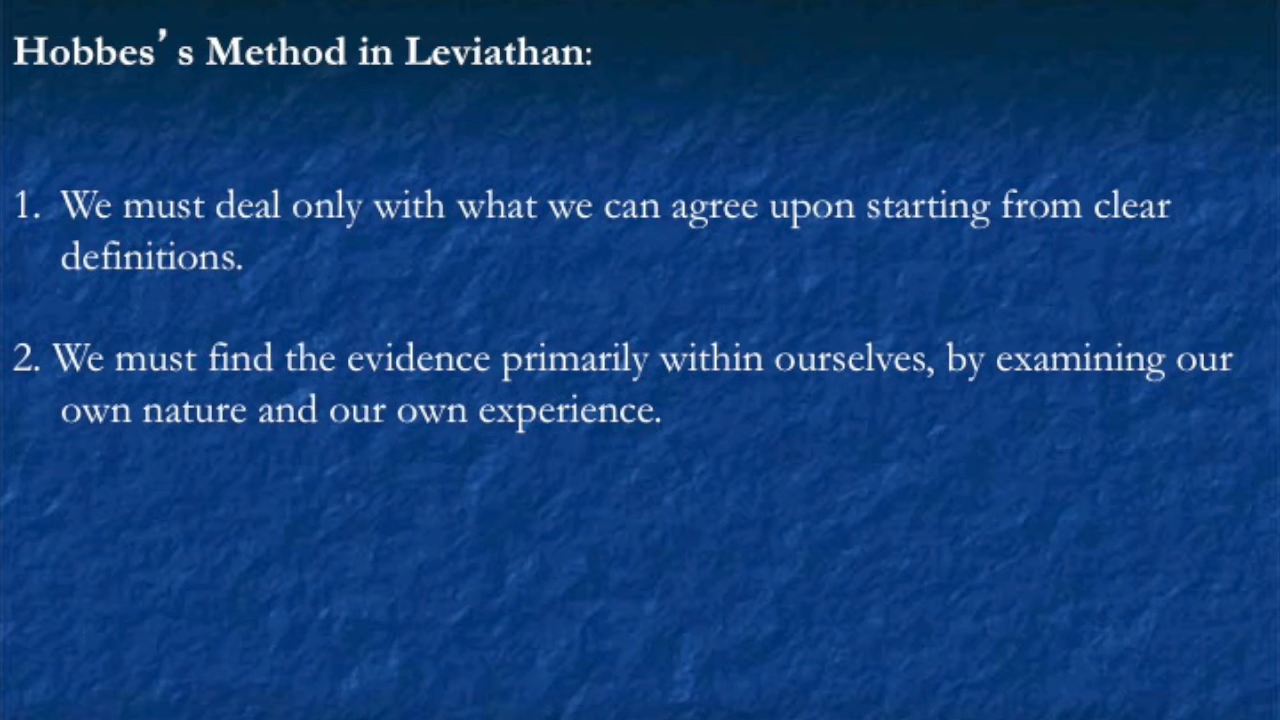 Hobbes’s Method in Leviathan:
1. We must deal only with what we can agree upon starting from clear
definitions.
2. We must find the evidence primarily within ourselves, by examining our
own nature and our own experience.